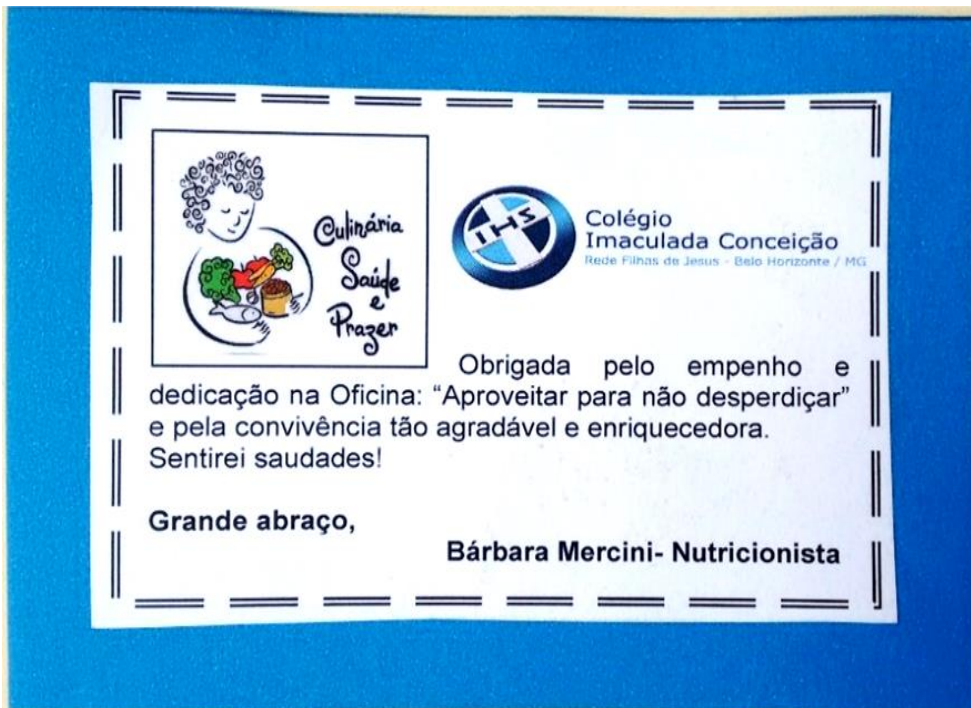 Culinária
Saúde
e
Prazer
IHS
Colégio
Imaculada Conceição
Rede Filhas de Jesus - Belo Horizonte / MG
Obrigada pelo empenho e
dedicação na Oficina: “Aproveitar para não desperdiçar”
e pela convivência tão agradável e enriquecedora.
Sentirei saudades!
Grande abraço,
Bárbara Mercini- Nutricionista